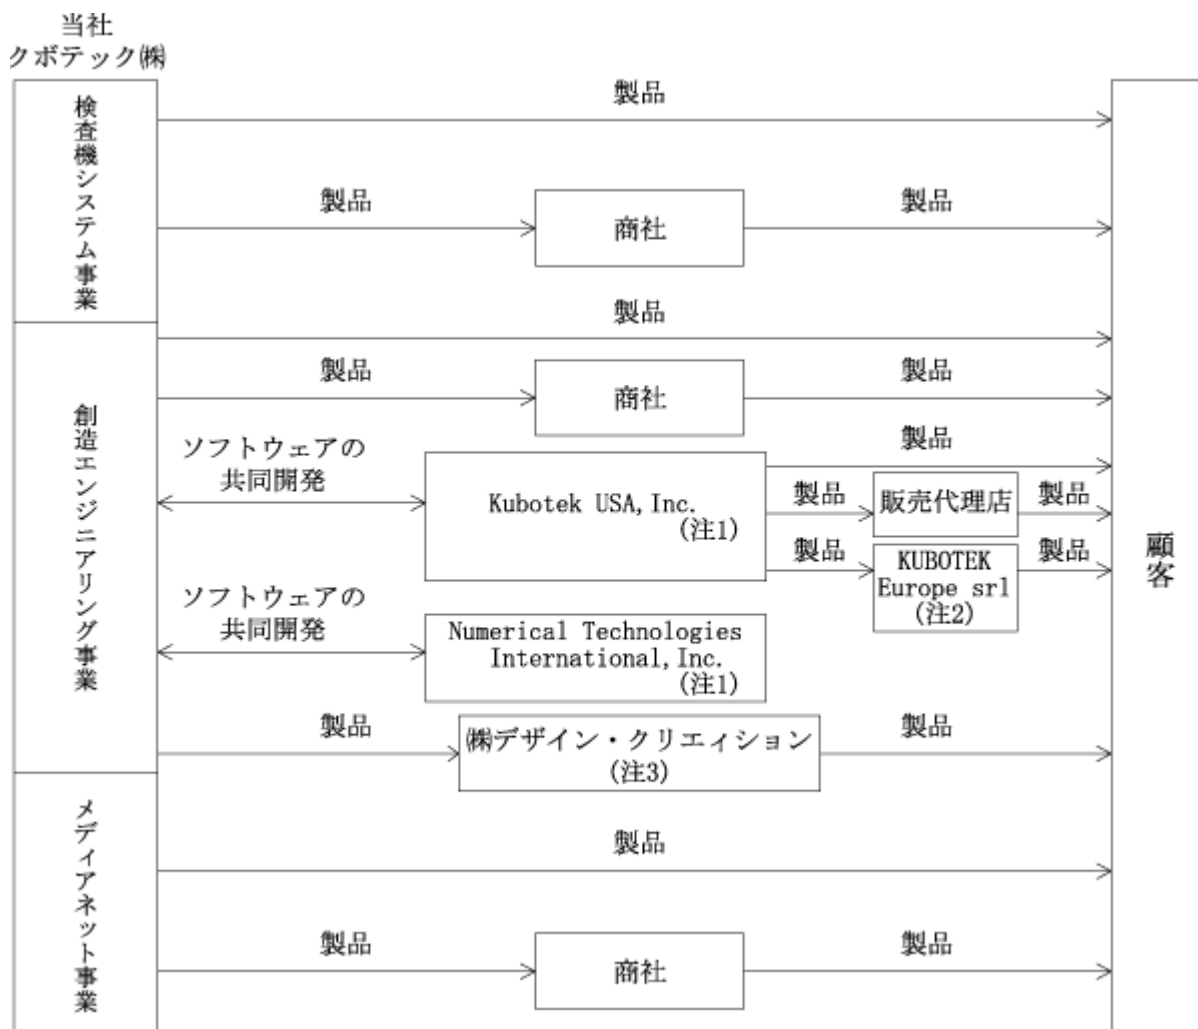 当社
クボテック㈱
検査機システム事業
製品
製品
商社
製品
創造エンジニアリング事業
製品
製品
商社
製品
ソフトウェアの
共同開発
Kubotek USA,Inc.
(注1)
製品
製品
販売代理店
製品
製品
KUBOTEK
Europe srl
(注2)
製品
ソフトウェアの
共同開発
Numerical Technologies
International,Inc.
(注1)
製品
㈱デザイン・クリエィション
(注3)
製品
メディアネット事業
製品
製品
商社
製品
顧客